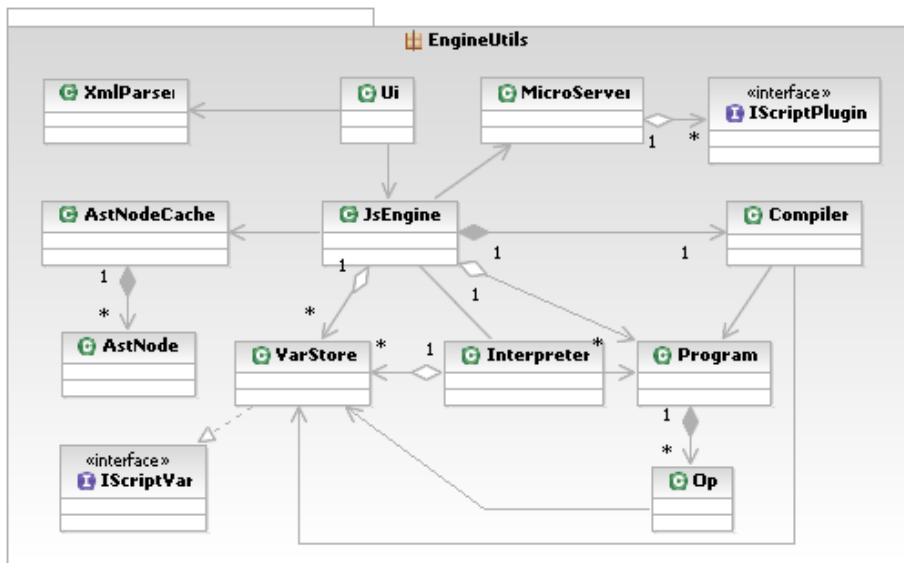 EngineUtils
XmlParser
Ui
MicroServer
«interface»
IScriptPlugin
1
*
AstNodeCache
JsEngine
Compiler
1
1
1
1
1
*
*
AstNode
VarStore
*
1
Interpreter
*
Program
1
*
«interface»
IScriptVar
Op